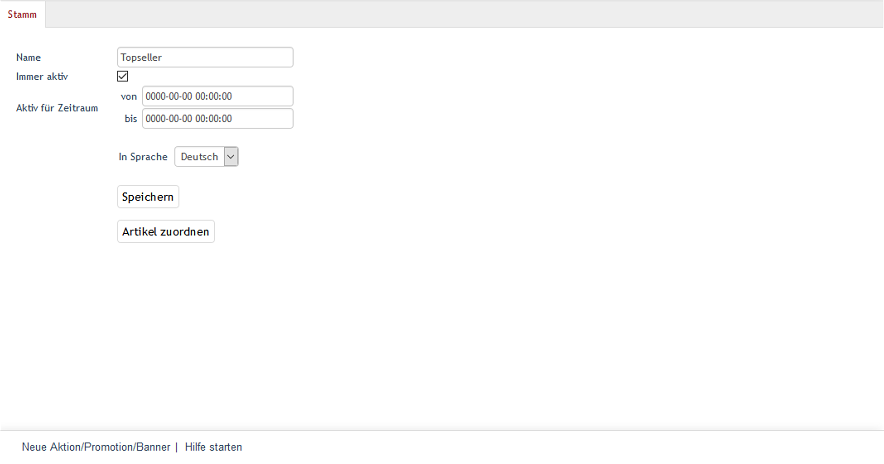 Stamm
Name Topseller
Immer aktiv
Aktiv für Zeitraum
von 0000-00-00 00:00:00
bis 0000-00-00 00:00:00
In Sprache Deutsch
Speichern
Artikel zuordnen
Neue Aktion/Promotion/Banner | Hilfe starten